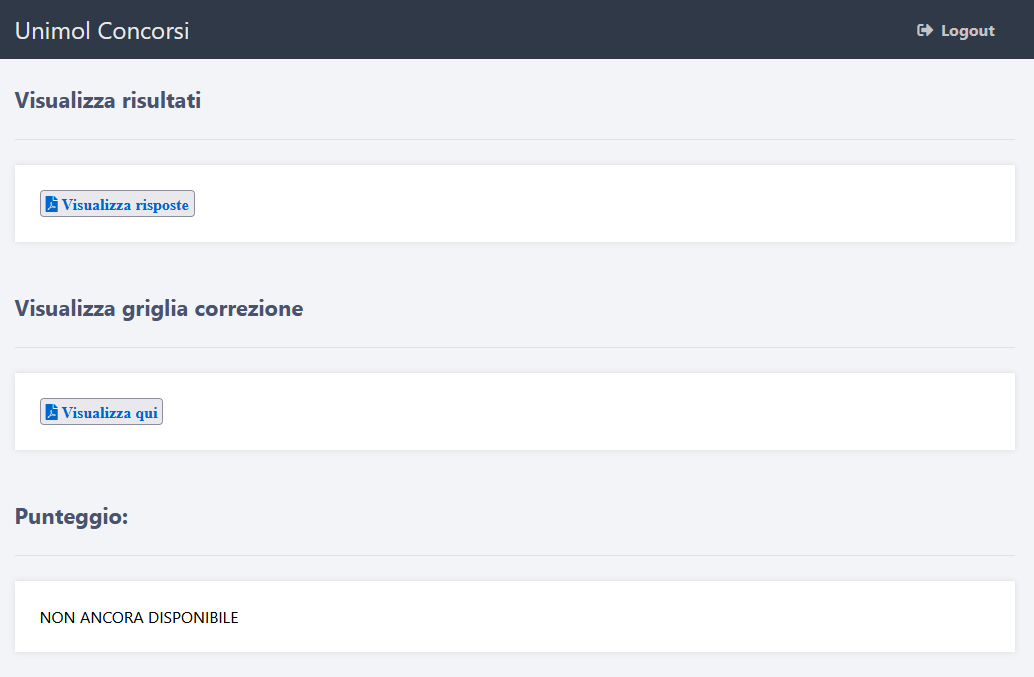 Unimol Concorsi
Logout
Visualizza risultati
Visualizza risposte
Visualizza griglia correzione
Visualizza qui
Punteggio:
NON ANCORA DISPONIBILE